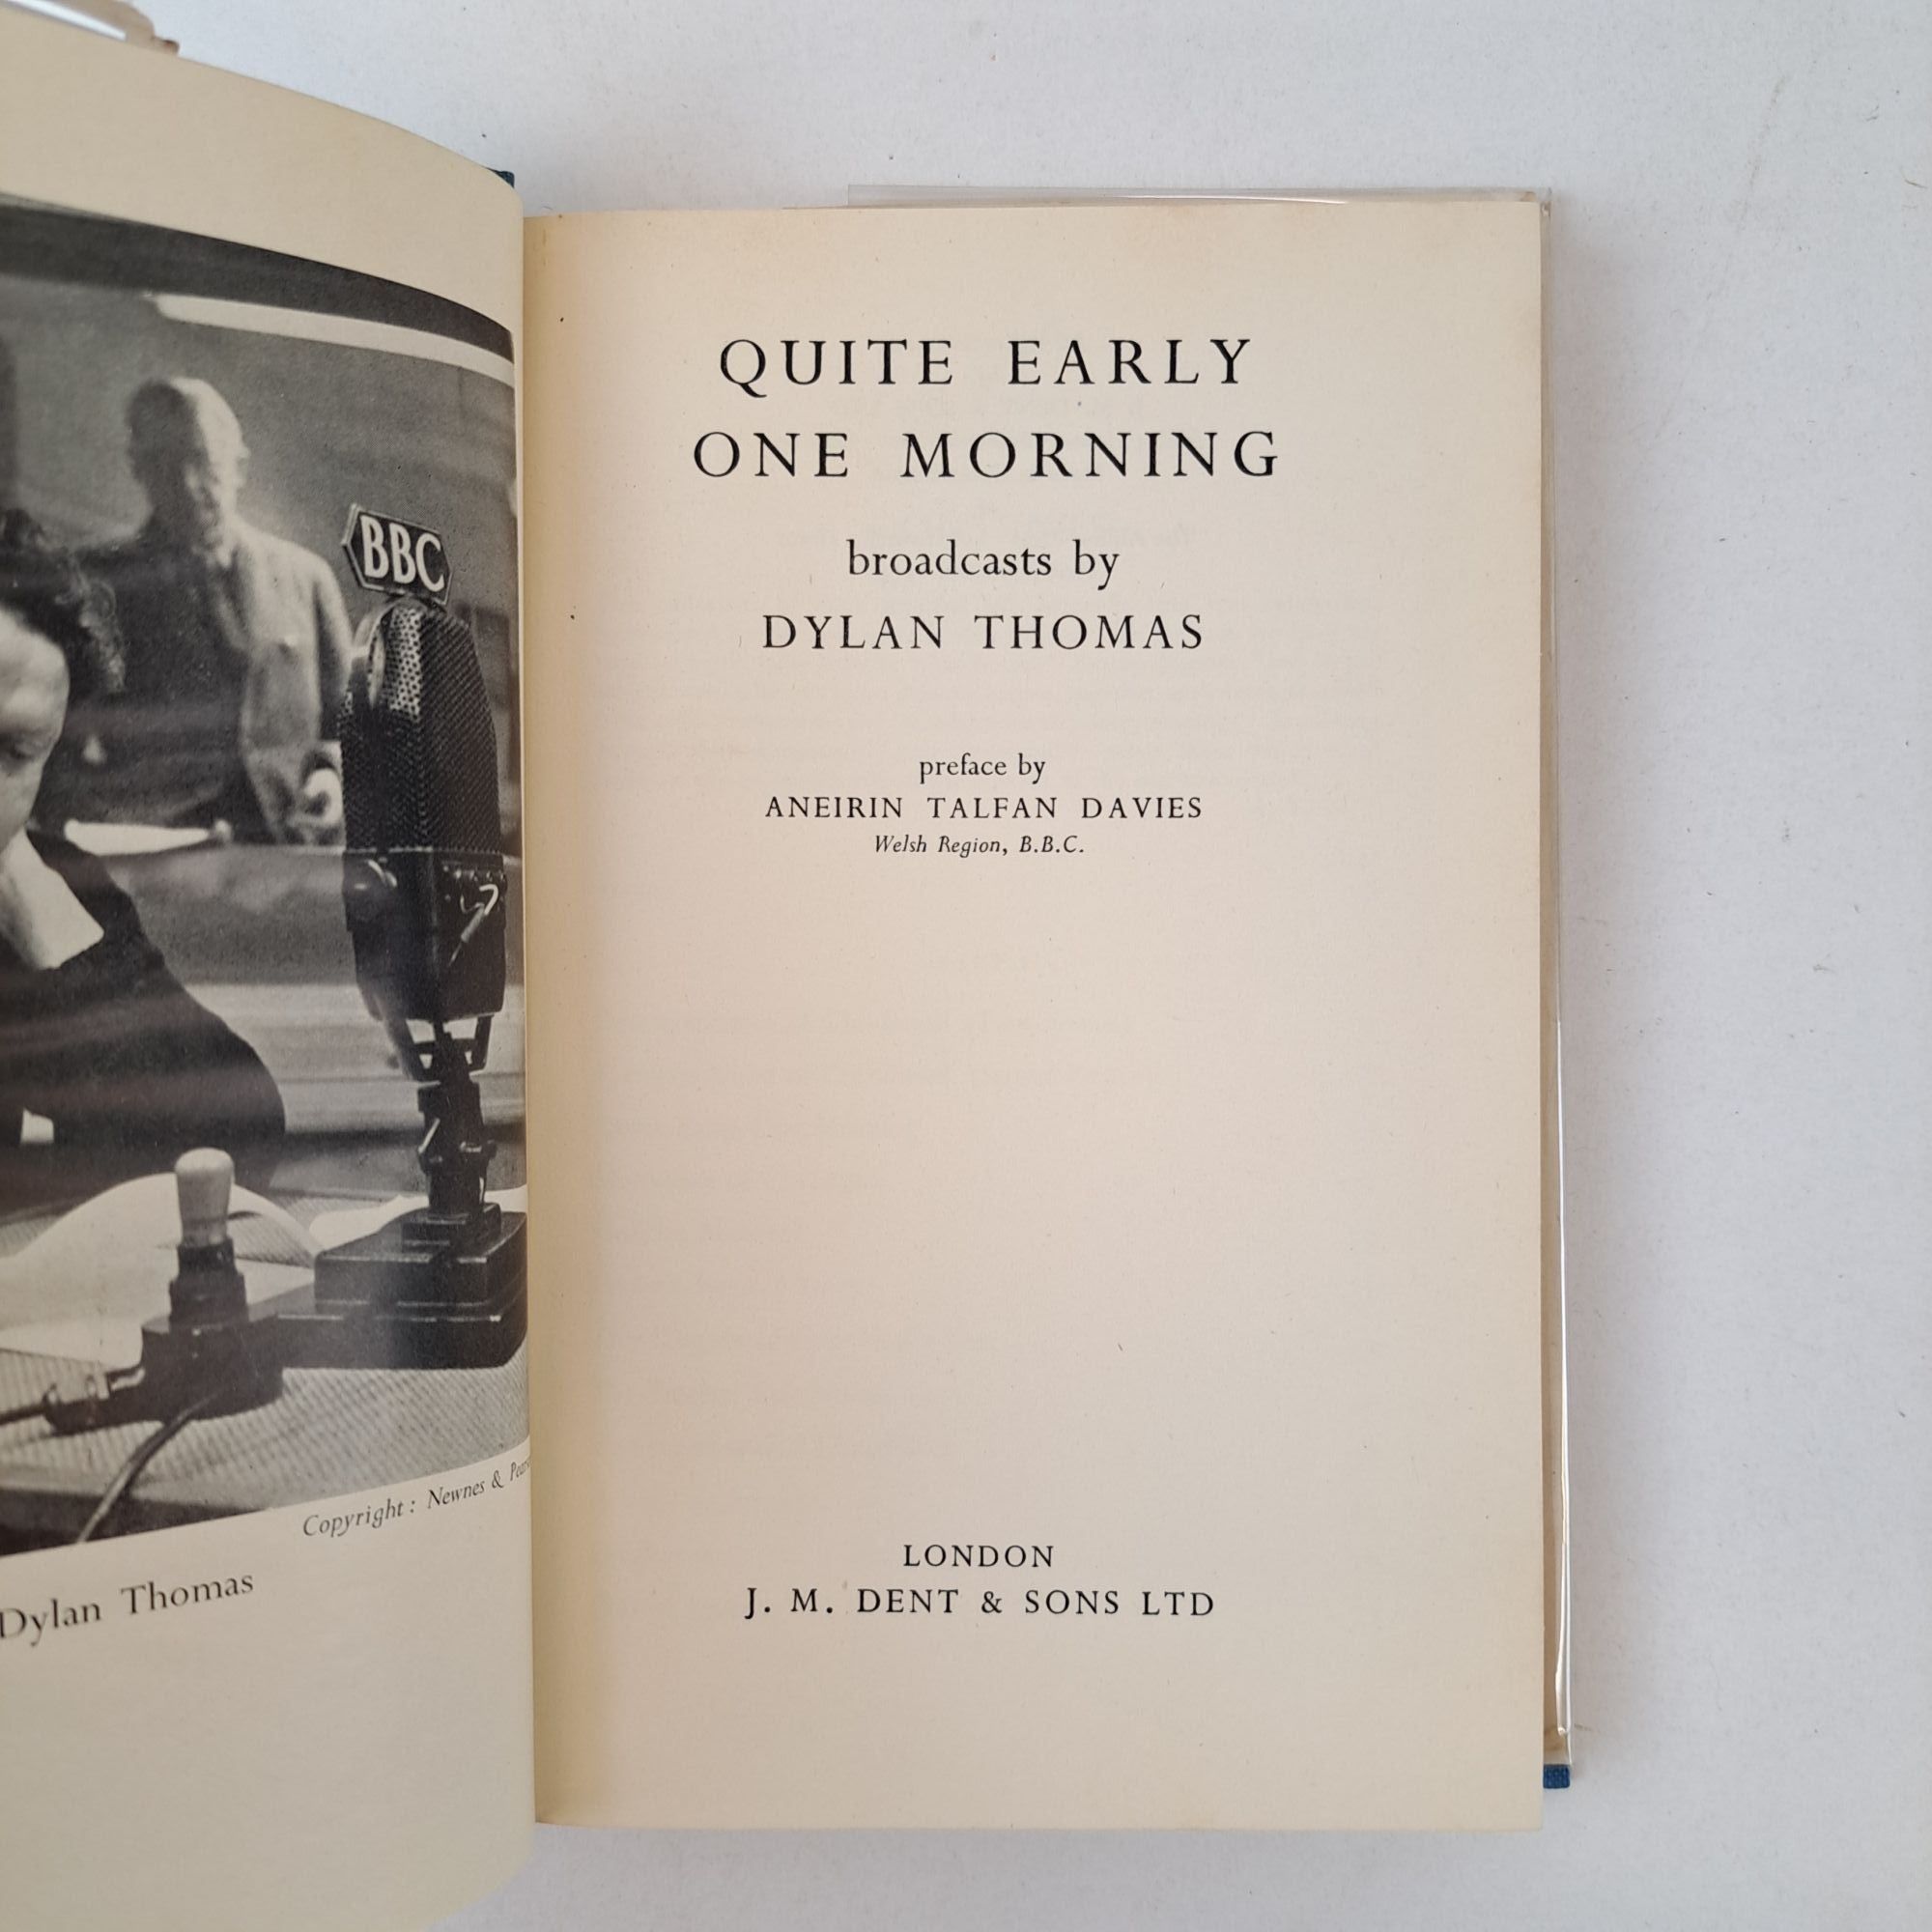 BBC
Copyright: Newnes &
Dylan Thomas
QUITE EARLY
ONE MORNING
broadcasts by
DYLAN THOMAS
preface by
ANEIRIN TALFAN DAVIES
Welsh Region, B.B.C.
LONDON
J. M. DENT & SONS LTD